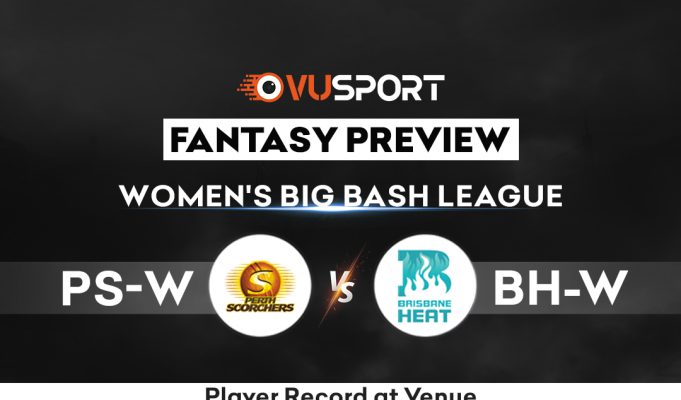 OVUSPORT
FANTASY PREVIEW
WOMEN'S BIG BASH LEAGUE
PS-W
S
PERTH
SCORCHERS
VS
B
BRISBANE
HEAT
BH-W
Player Record at Venue